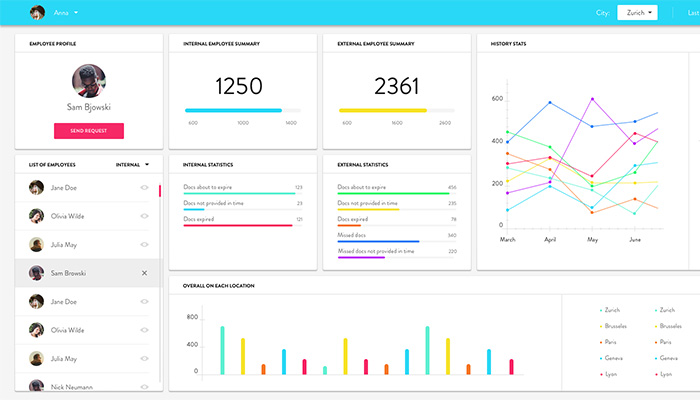 Anna
City: Zurich Last
EMPLOYEE PROFILE
Sam Bjowski
SEND REQUEST
INTERNAL EMPLOYEE SUMMARY
1250
600 1000 1600
EXTERNAL EMPLOYEE SUMMARY
2361
600 1600 2600
HISTORY STATS
600
400
200
0
March April May June
LIST OF EMPLOYEES INTERNAL
Jane Doe
Olivia Wilde
Julia May
Sam Browski
Jane Doe
Olivia Wilde
Julia May
Nick Neumann
INTERNAL STATISTICS
Docs about to expire 123
Docs not provided in time 23
Docs expired 121
EXTERNAL STATISTICS
Docs about to expire 456
Docs not provided in time 235
Docs expired 78
Missed docs 340
Missed docs not provided in time 220
OVERALL ON EACH LOCATION
800
400
0
Zurich Zurich
Brusseles Brusseles
Paris Paris
Geneva Geneva
Lyon Lyon